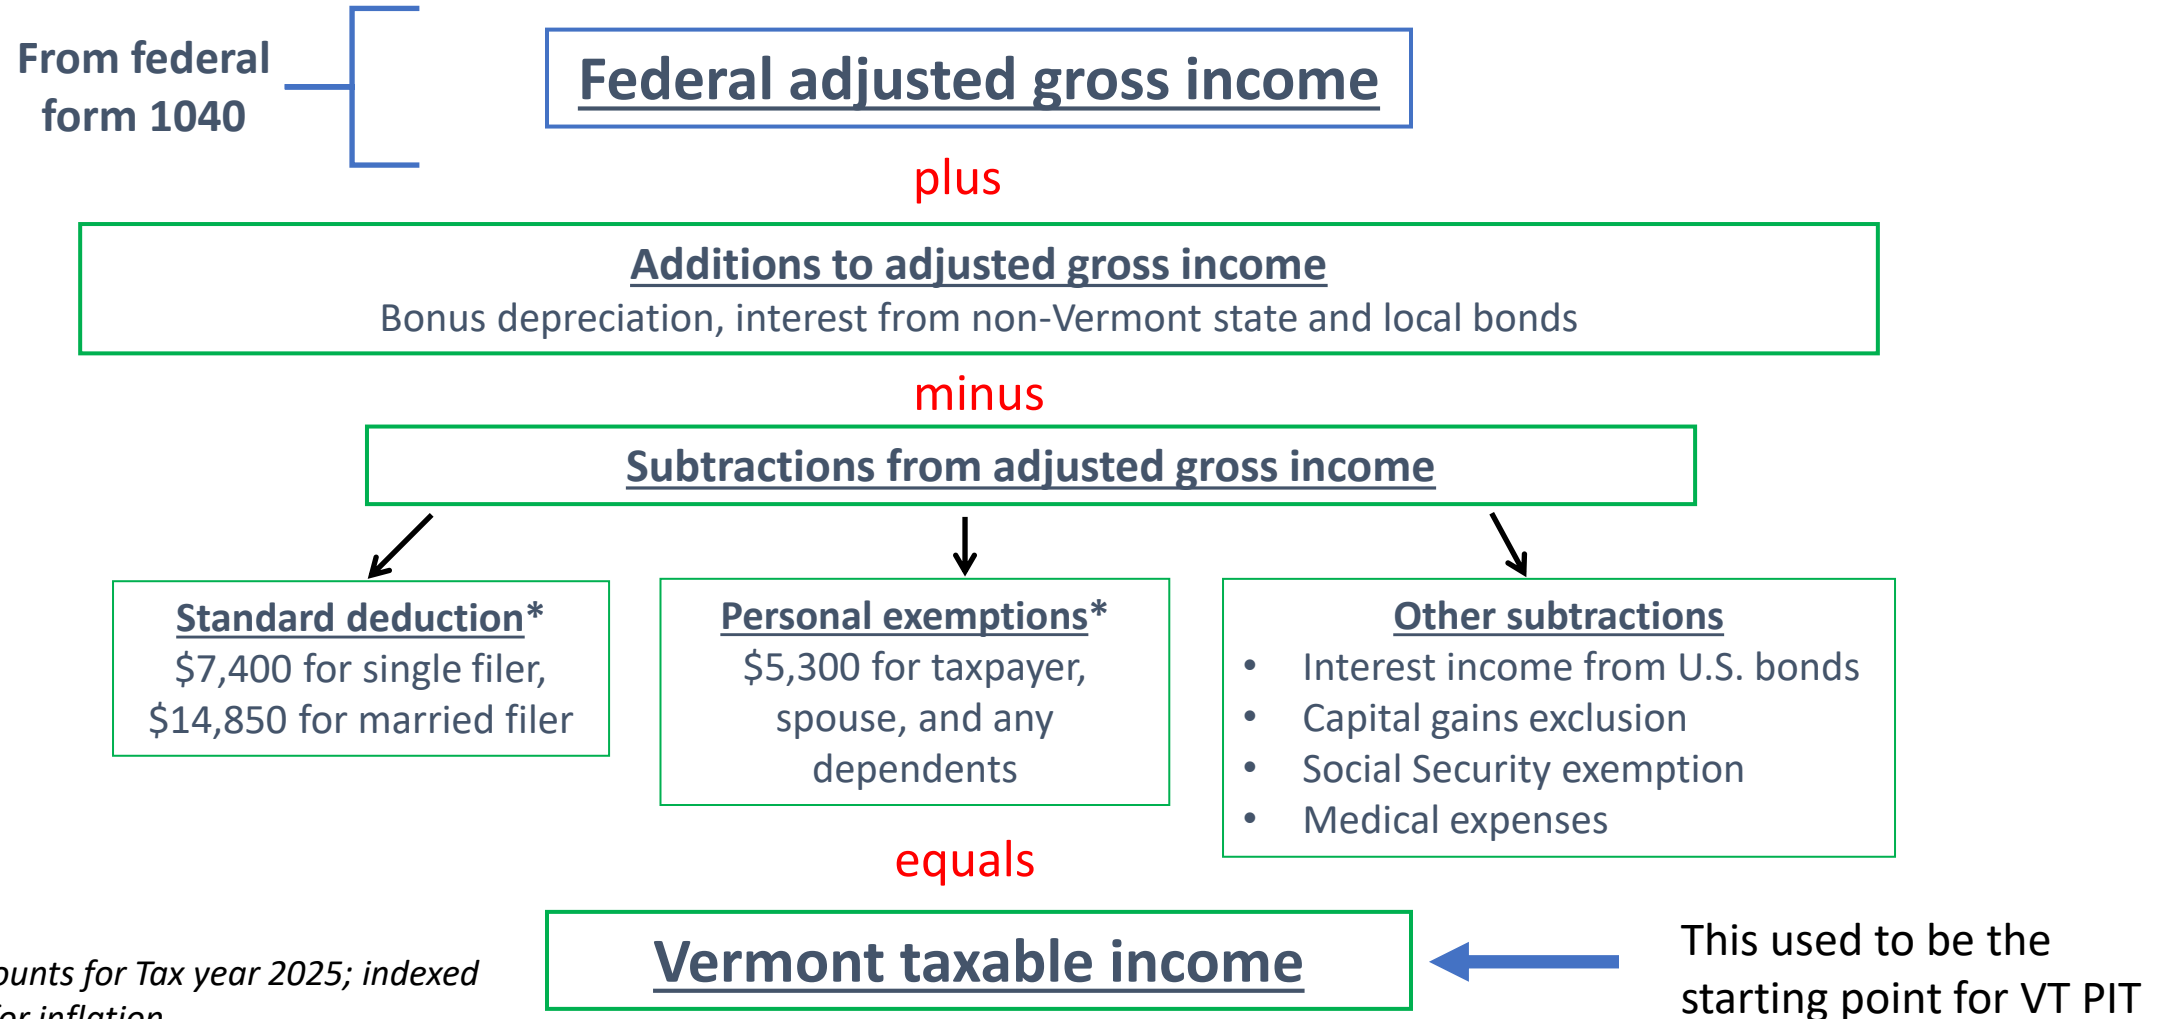 From federal
form 1040
Federal adjusted gross income
plus
Additions to adjusted gross income
Bonus depreciation, interest from non-Vermont state and local bonds
minus
Subtractions from adjusted gross income
Standard deduction*
$7,400 for single filer,
$14,850 for married filer
Personal exemptions*
$5,300 for taxpayer,
spouse, and any
dependents
Other subtractions
• Interest income from U.S. bonds
• Capital gains exclusion
• Social Security exemption
• Medical expenses
equals
Vermont taxable income
This used to be the
starting point for VT PIT
for Tax year 2025; indexed
inflation